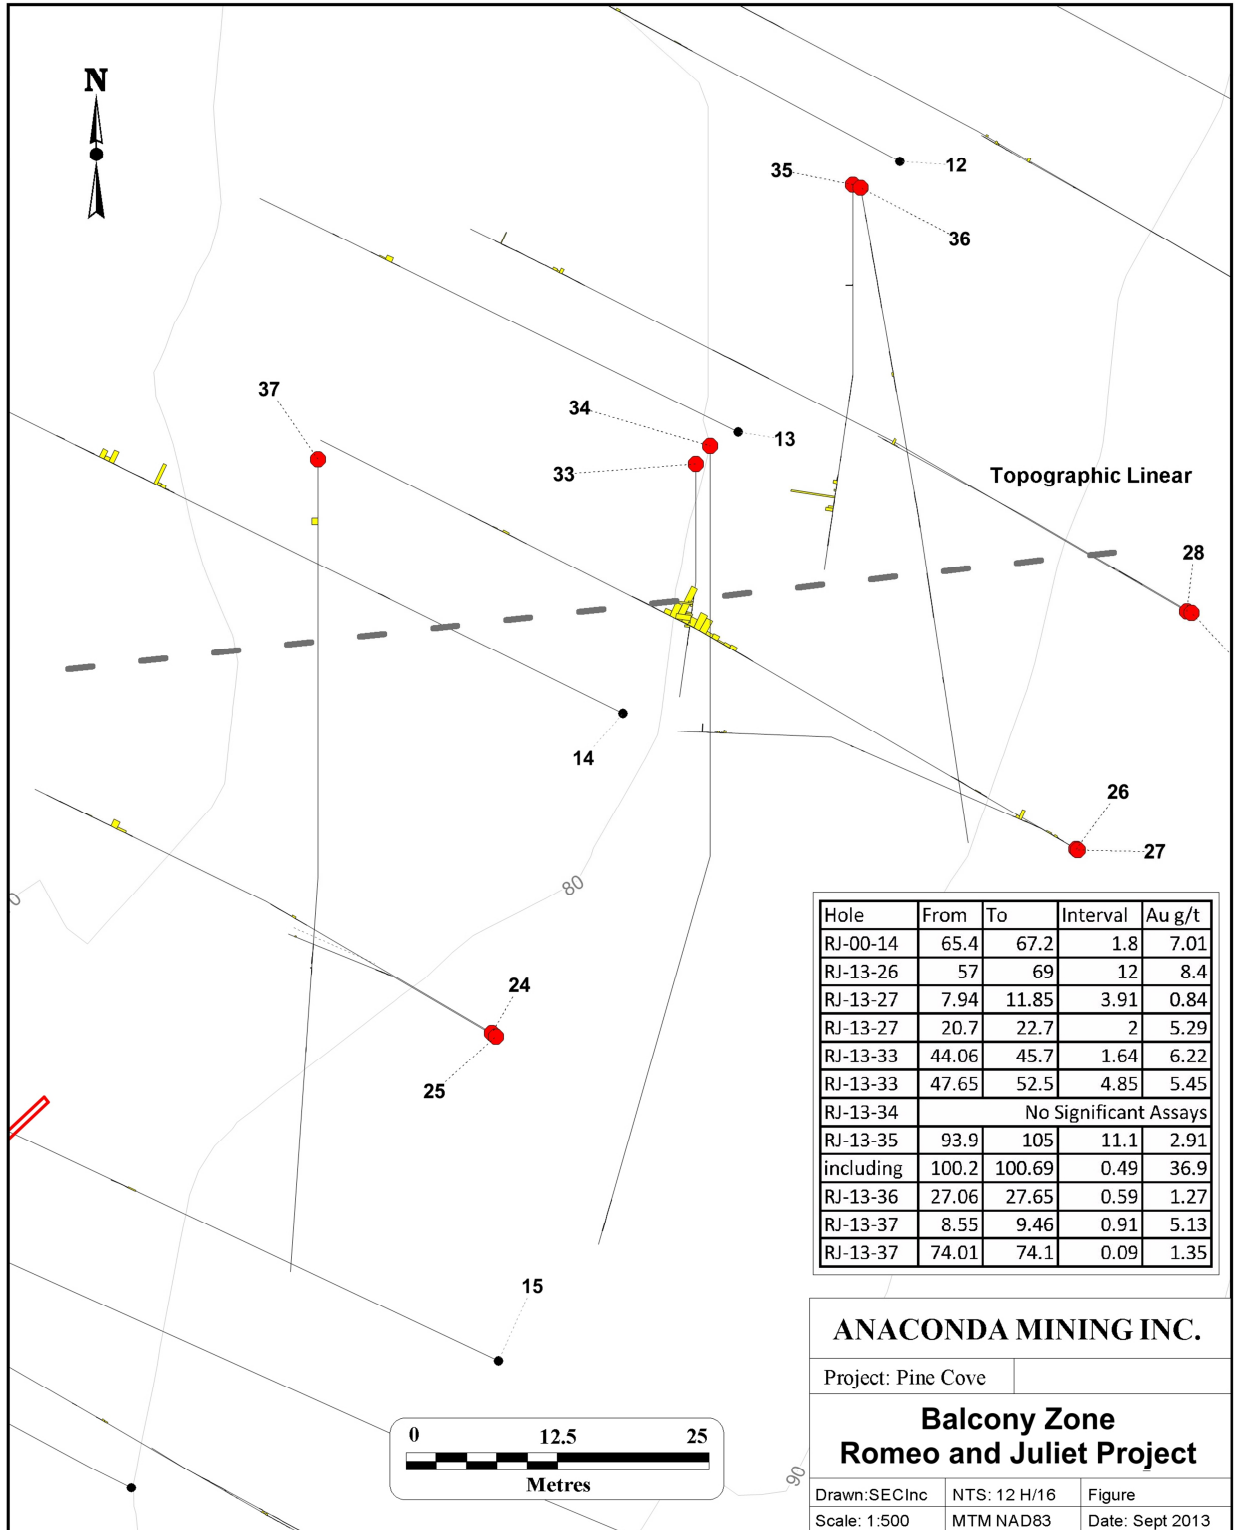 N
12
35
36
37
34
13
33
Topographic Linear
28
14
26
27
80
0
24
25
15
Hole From To Interval Au g/t
RJ-00-14 65.4 67.2 1.8 7.01
RJ-13-26 57 69 12 8.4
RJ-13-27 7.94 11.85 3.91 0.84
RJ-13-27 20.7 22.7 2 5.29
RJ-13-33 44.06 45.7 1.64 6.22
RJ-13-33 47.65 52.5 4.85 5.45
RJ-13-34 No Significant Assays
RJ-13-35 93.9 105 11.1 2.91
including 100.2 100.69 0.49 36.9
RJ-13-36 27.06 27.65 0.59 1.27
RJ-13-37 8.55 9.46 0.91 5.13
RJ-13-37 74.01 74.1 0.09 1.35
ANACONDA MINING INC.
Project: Pine Cove
Balcony Zone
Romeo and Juliet Project
0 12.5 25
Metres
90
Drawn:SECInc NTS: 12 H/16 Figure
Scale: 1:500 MTM NAD83 Date: Sept 2013